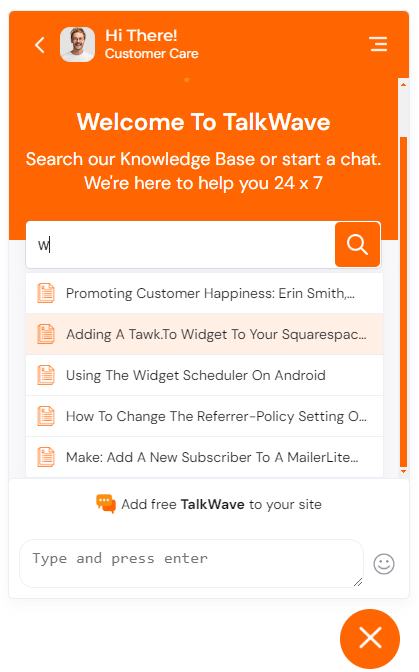 Hi There!
Customer Care
Welcome To TalkWave
Search our Knowledge Base or start a chat.
We're here to help you 24 x 7
w
Promoting Customer Happiness: Erin Smith,...
Adding A Tawk.To Widget To Your Squarespac...
Using The Widget Scheduler On Android
How To Change The Referrer-Policy Setting O...
Make: Add A New Subscriber To A MailerLite...
Add free TalkWave to your site
Type and press enter